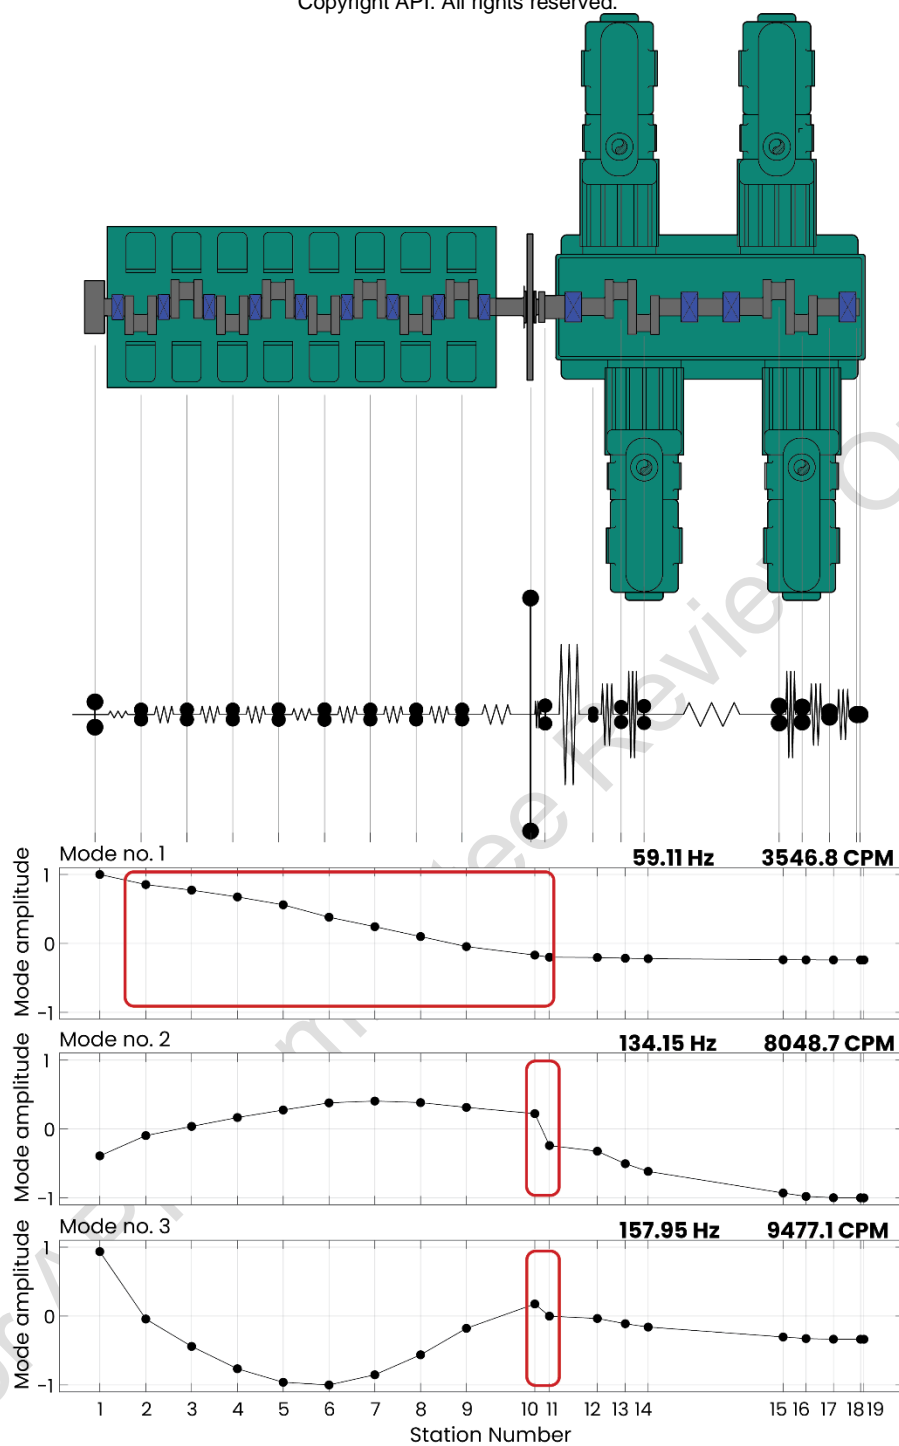 Copyright API. All rights reserved.
Mode no. 1 59.11 Hz 3546.8 CPM
Mode amplitude
1
0
−1
Mode no. 2 134.15 Hz 8048.7 CPM
Mode amplitude
1
0
−1
Mode no. 3 157.95 Hz 9477.1 CPM
Mode amplitude
1
0
−1
1 2 3 4 5 6 7 8 9 10 11 12 13 14 15 16 17 18 19
Station Number